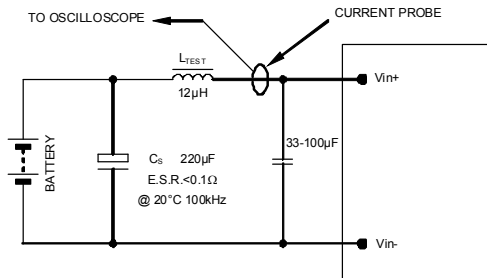 TO OSCILLOSCOPE
CURRENT PROBE
LTEST
12µH
Vin+
33-100µF
BATTERY
Cs 220µF
E.S.R.<0.1Ω
@ 20°C 100kHz
Vin-